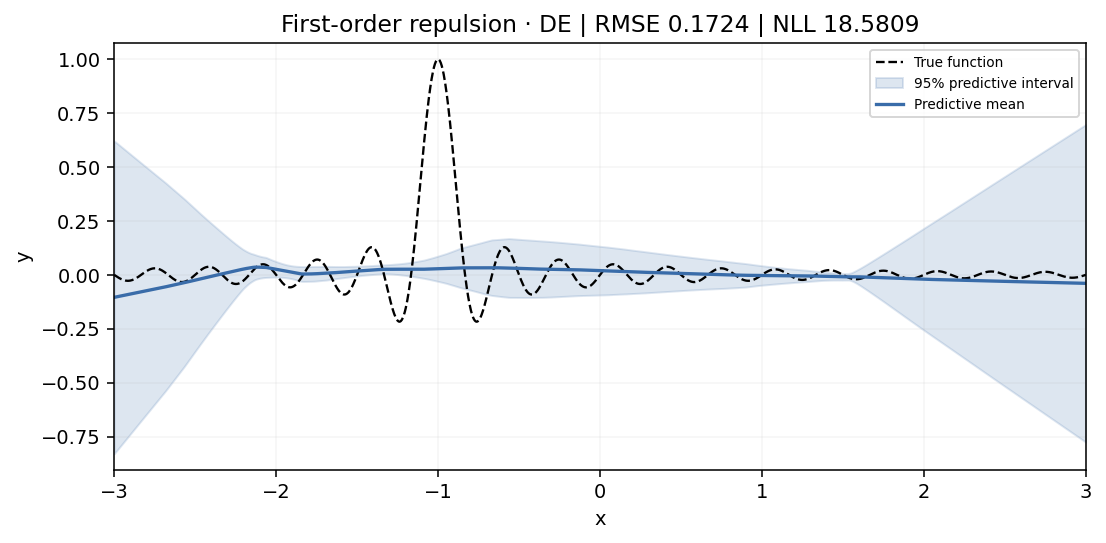 First-order repulsion · DE | RMSE 0.1724 | NLL 18.5809
True function
95% predictive interval
Predictive mean
1.00
0.75
0.50
0.25
0.00
−0.25
−0.50
−0.75
y
−3
−2
−1
0
1
2
3
x